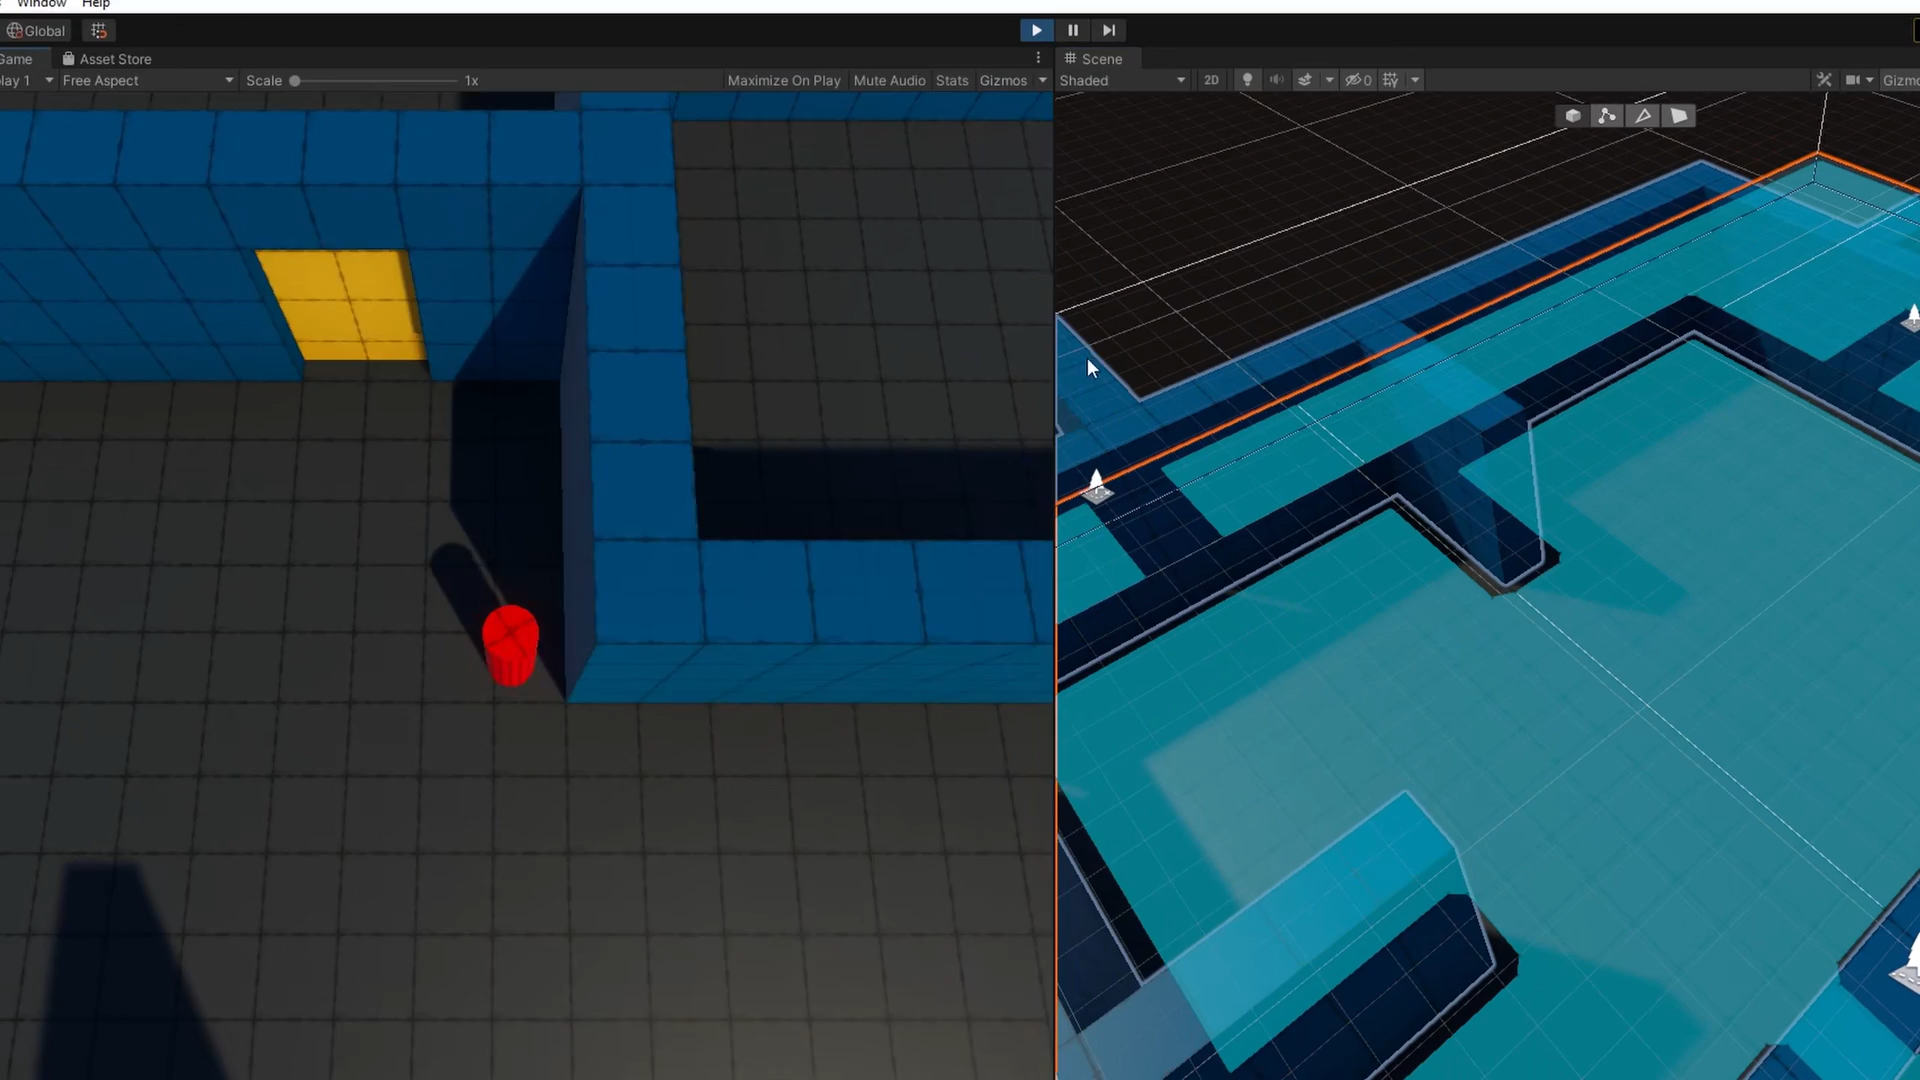 Window Help
Global
Game Asset Store
Free Aspect Scale 1x Maximize On Play Mute Audio Stats Gizmos
Scene
Shaded 2D 0